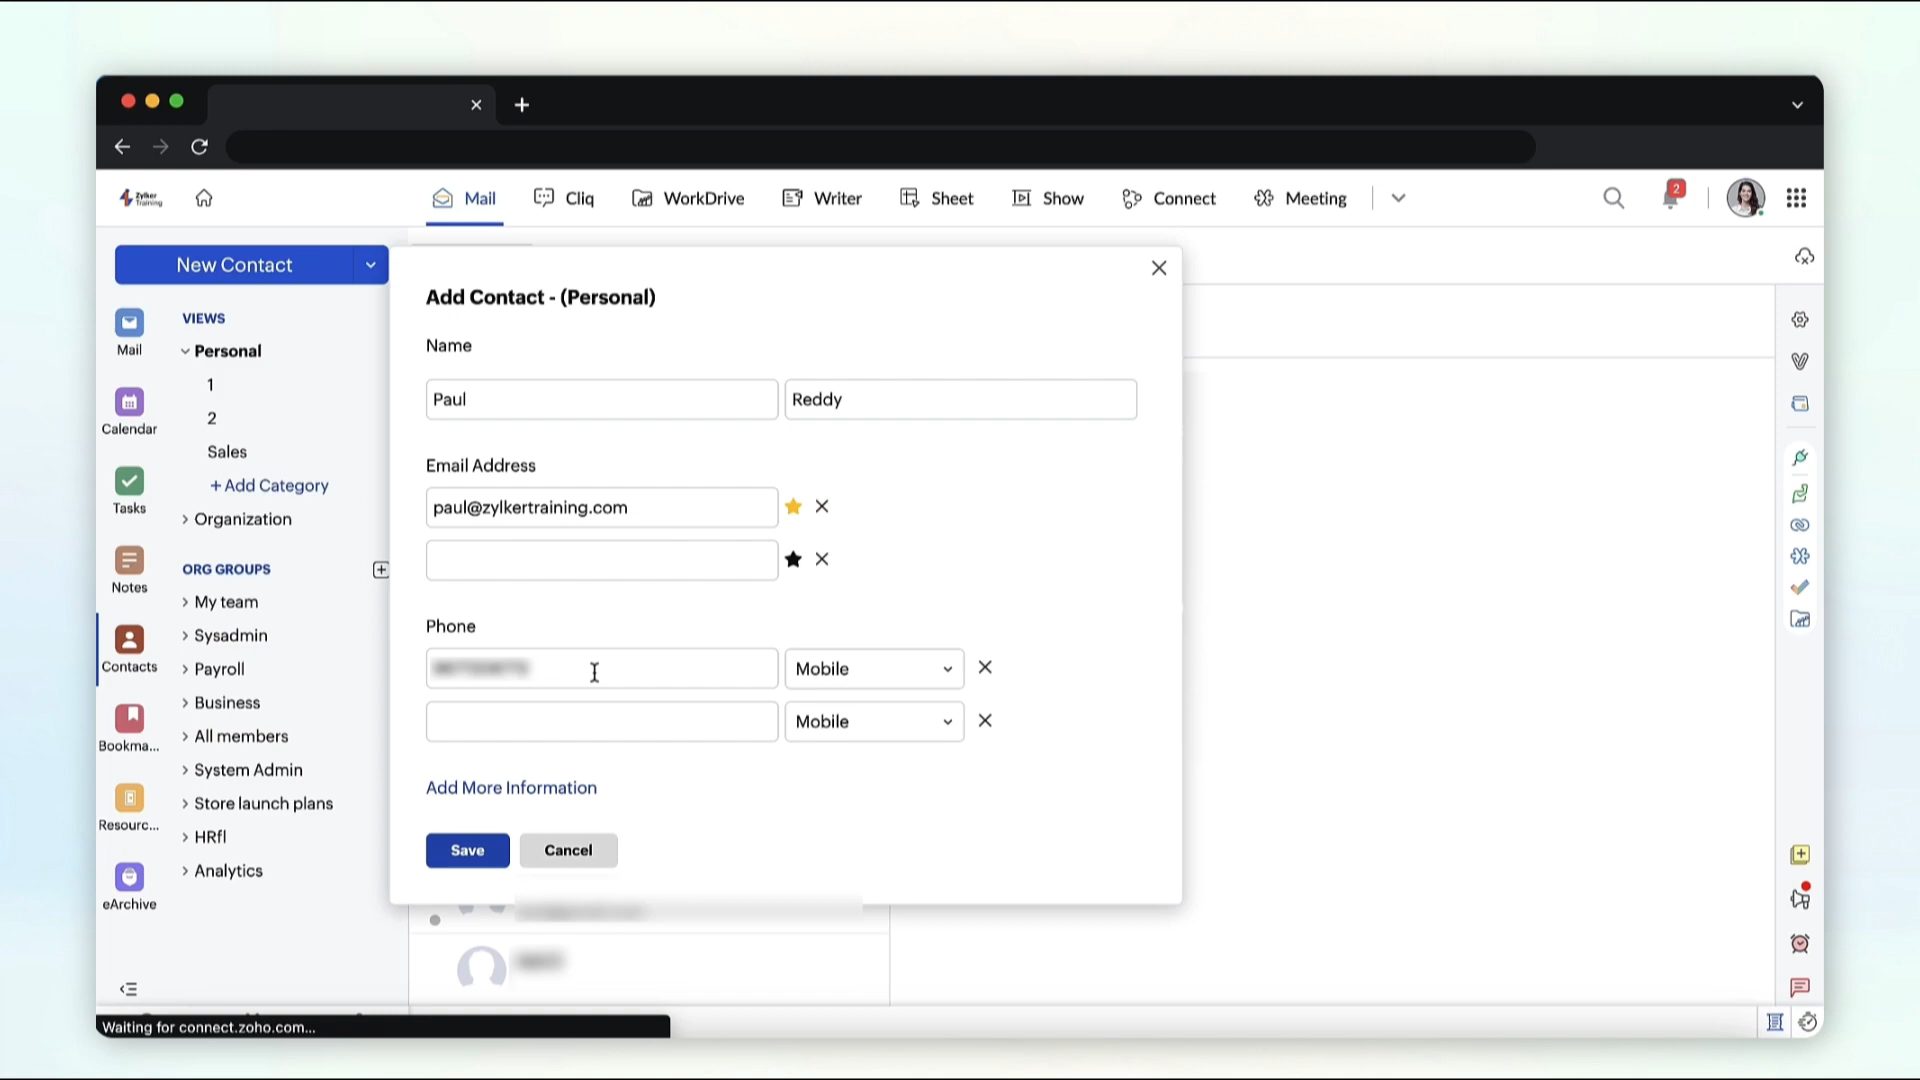 Zylker
Training
Mail
Cliq
WorkDrive
Writer
Sheet
Show
Connect
Meeting
2
New Contact
Mail
Calendar
Tasks
Notes
Contacts
Bookma...
Resourc...
eArchive
VIEWS
Personal
1
2
Sales
+ Add Category
Organization
ORG GROUPS
My team
Sysadmin
Payroll
Business
All members
System Admin
Store launch plans
HRfl
Analytics
Add Contact - (Personal)
Name
Paul
Reddy
Email Address
paul@zylkertraining.com
Phone
Mobile
Mobile
Add More Information
Save
Cancel
Waiting for connect.zoho.com...